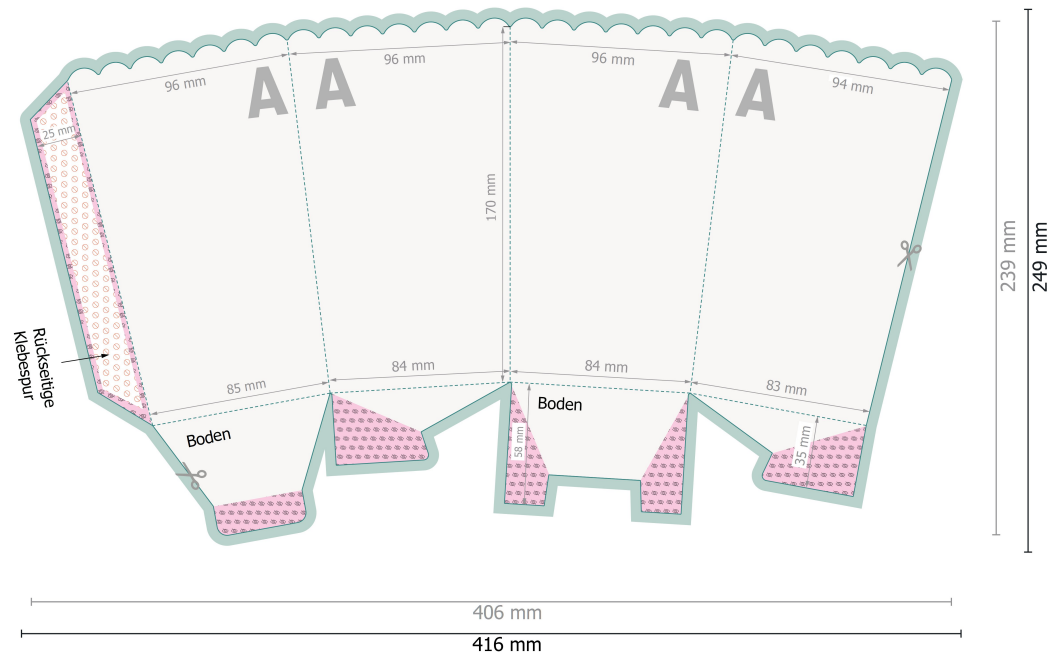 96 mm
A
A
96 mm
96 mm
A
A
94 mm
25 mm
170 mm
239 mm
249 mm
Rückseitige
Klebespur
85 mm
84 mm
84 mm
83 mm
Boden
Boden
58 mm
35 mm
406 mm
416 mm